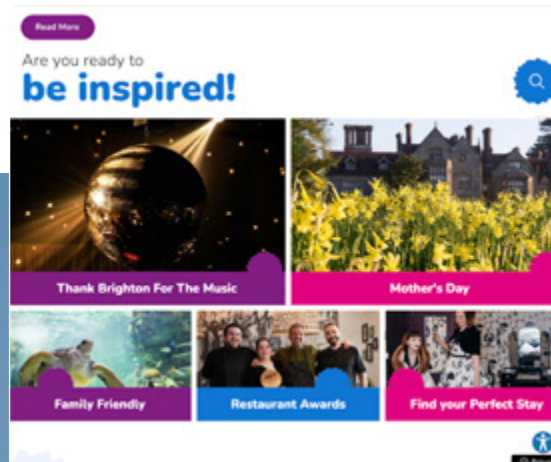 Read More
Are you ready to
be inspired!
Thank Brighton For The Music
Mother's Day
Family Friendly
Restaurant Awards
Find your Perfect Stay